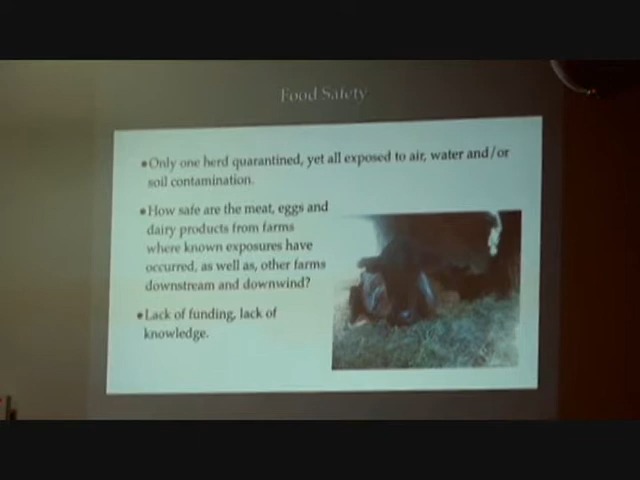 Food Safety
•Only one herd quarantined, yet all exposed to air, water and/or
soil contamination.
•How safe are the meat, eggs and
dairy products from farms
where known exposures have
occurred, as well as, other farms
downstream and downwind?
•Lack of funding, lack of
knowledge.